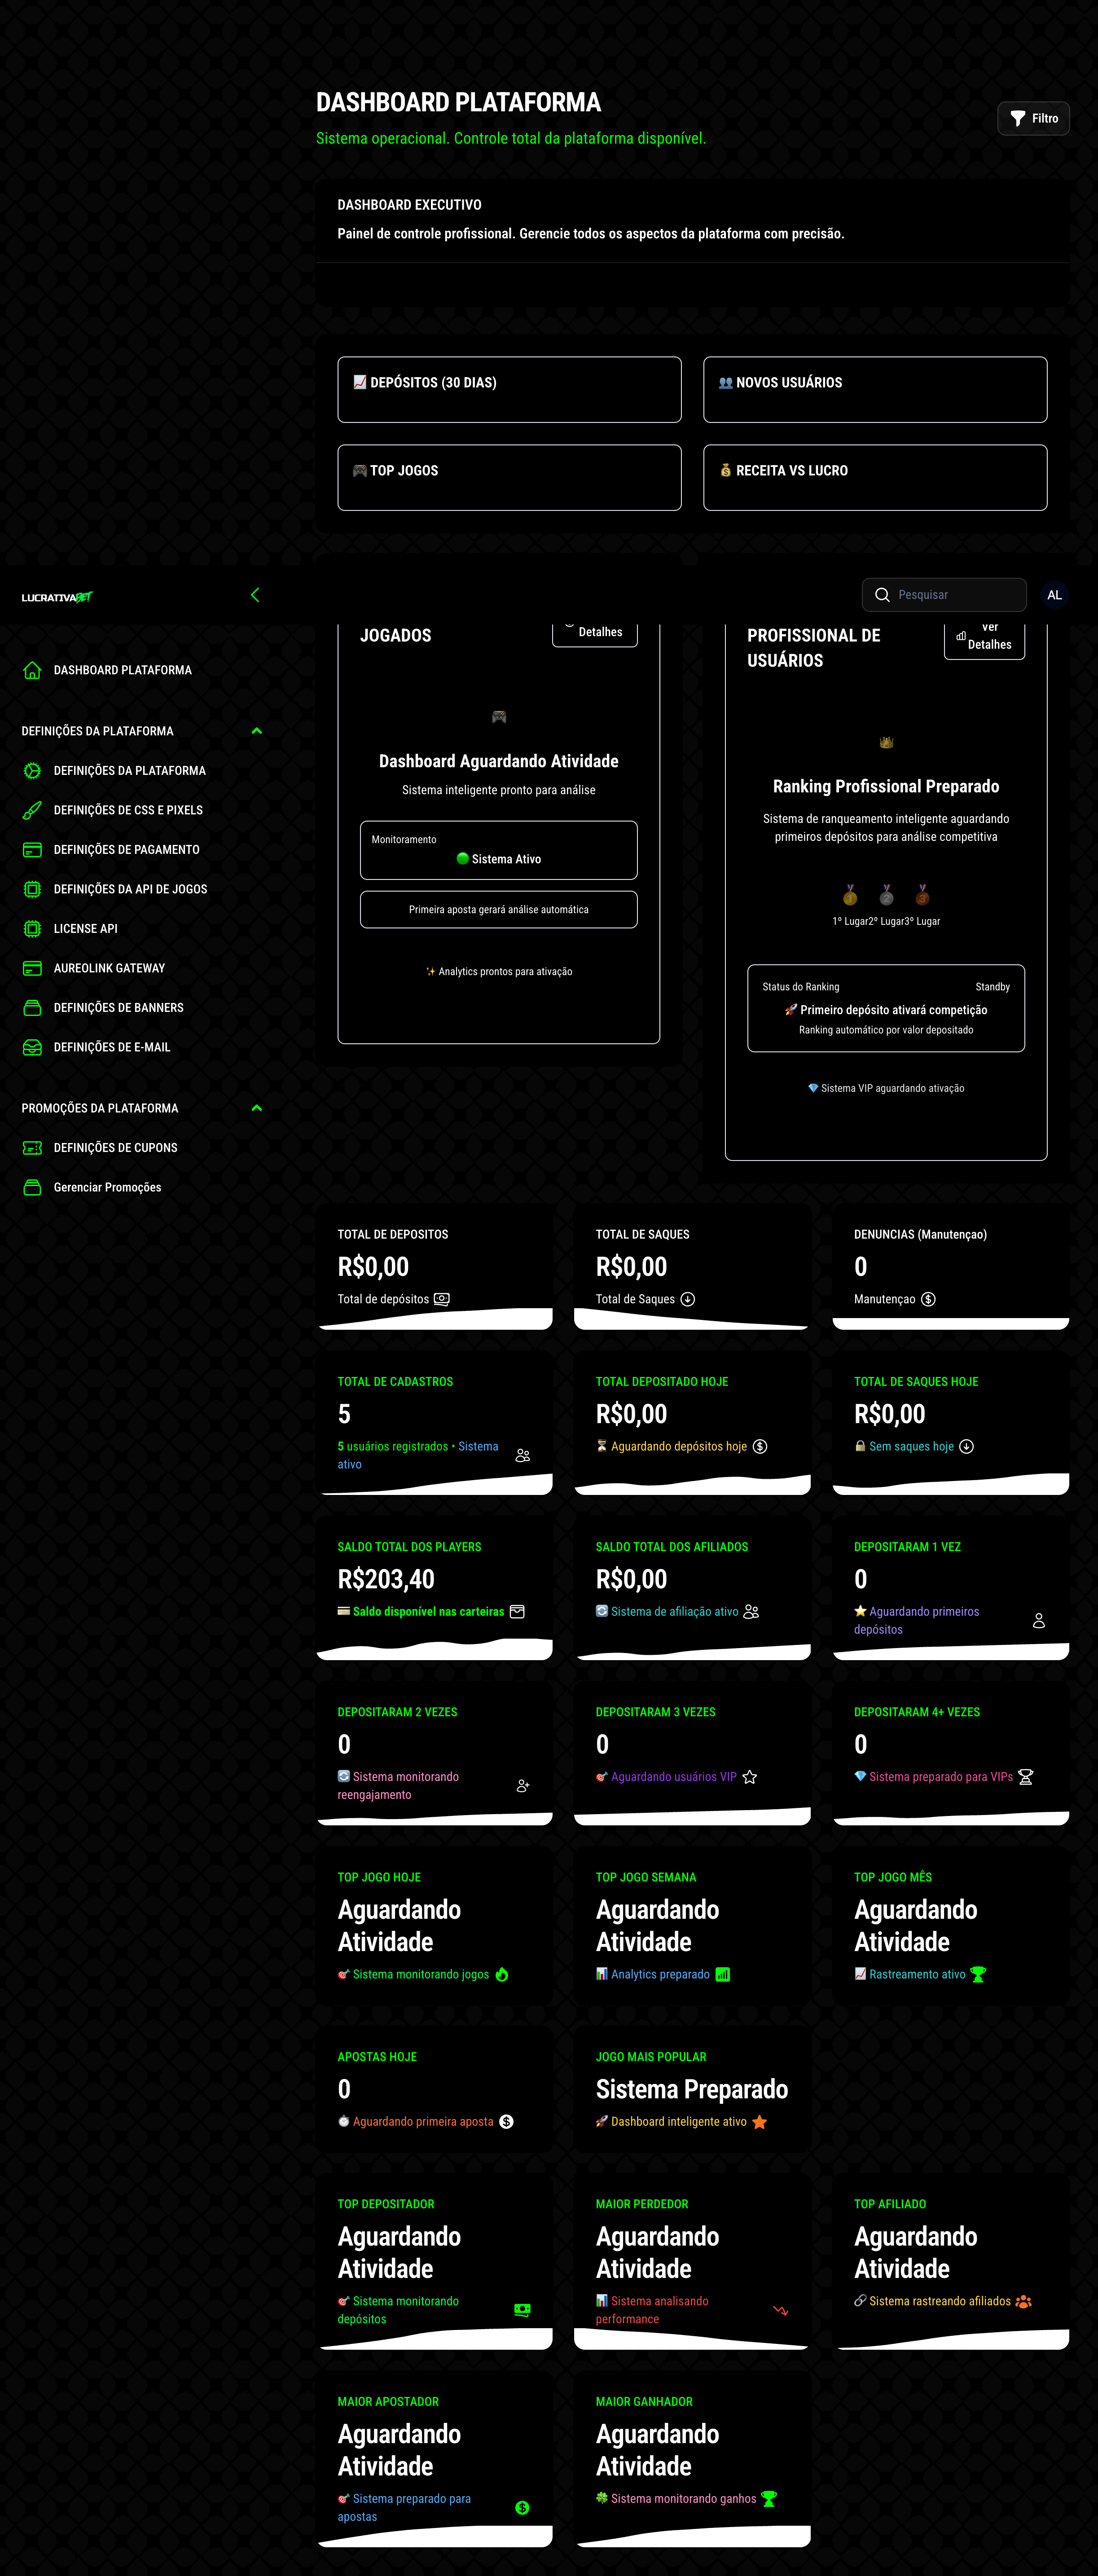 DASHBOARD PLATAFORMA
Sistema operacional. Controle total da plataforma disponível.
Filtro
DASHBOARD EXECUTIVO
Painel de controle profissional. Gerencie todos os aspectos da plataforma com precisão.
📈 DEPÓSITOS (30 DIAS)
👥 NOVOS USUÁRIOS
🎮 TOP JOGOS
💰 RECEITA VS LUCRO
LUCRATIVABET
Pesquisar
AL
DASHBOARD PLATAFORMA
DEFINIÇÕES DA PLATAFORMA
DEFINIÇÕES DA PLATAFORMA
DEFINIÇÕES DE CSS E PIXELS
DEFINIÇÕES DE PAGAMENTO
DEFINIÇÕES DA API DE JOGOS
LICENSE API
AUREOLINK GATEWAY
DEFINIÇÕES DE BANNERS
DEFINIÇÕES DE E-MAIL
PROMOÇÕES DA PLATAFORMA
DEFINIÇÕES DE CUPONS
Gerenciar Promoções
JOGADOS
Detalhes
🎮
Dashboard Aguardando Atividade
Sistema inteligente pronto para análise
Monitoramento
🟢 Sistema Ativo
Primeira aposta gerará análise automática
✨ Analytics prontos para ativação
PROFISSIONAL DE
USUÁRIOS
Ver
Detalhes
👑
Ranking Profissional Preparado
Sistema de ranqueamento inteligente aguardando
primeiros depósitos para análise competitiva
🥇 🥈 🥉
1º Lugar2º Lugar3º Lugar
Status do Ranking Standby
🚀 Primeiro depósito ativará competição
Ranking automático por valor depositado
💎 Sistema VIP aguardando ativação
TOTAL DE DEPOSITOS
R$0,00
Total de depósitos
TOTAL DE SAQUES
R$0,00
Total de Saques
DENUNCIAS (Manutençao)
0
Manutençao
TOTAL DE CADASTROS
5
5 usuários registrados • Sistema
ativo
TOTAL DEPOSITADO HOJE
R$0,00
⏳ Aguardando depósitos hoje
TOTAL DE SAQUES HOJE
R$0,00
🔒 Sem saques hoje
SALDO TOTAL DOS PLAYERS
R$203,40
💳 Saldo disponível nas carteiras
SALDO TOTAL DOS AFILIADOS
R$0,00
🔄 Sistema de afiliação ativo
DEPOSITARAM 1 VEZ
0
⭐ Aguardando primeiros
depósitos
DEPOSITARAM 2 VEZES
0
🔄 Sistema monitorando
reengajamento
DEPOSITARAM 3 VEZES
0
🎯 Aguardando usuários VIP
DEPOSITARAM 4+ VEZES
0
💎 Sistema preparado para VIPs
TOP JOGO HOJE
Aguardando
Atividade
🎯 Sistema monitorando jogos
TOP JOGO SEMANA
Aguardando
Atividade
📊 Analytics preparado
TOP JOGO MÊS
Aguardando
Atividade
📈 Rastreamento ativo
APOSTAS HOJE
0
⏱️ Aguardando primeira aposta
JOGO MAIS POPULAR
Sistema Preparado
🚀 Dashboard inteligente ativo
TOP DEPOSITADOR
Aguardando
Atividade
🎯 Sistema monitorando
depósitos
MAIOR PERDEDOR
Aguardando
Atividade
📊 Sistema analisando
performance
TOP AFILIADO
Aguardando
Atividade
🔗 Sistema rastreando afiliados
MAIOR APOSTADOR
Aguardando
Atividade
🎯 Sistema preparado para
apostas
MAIOR GANHADOR
Aguardando
Atividade
🍀 Sistema monitorando ganhos